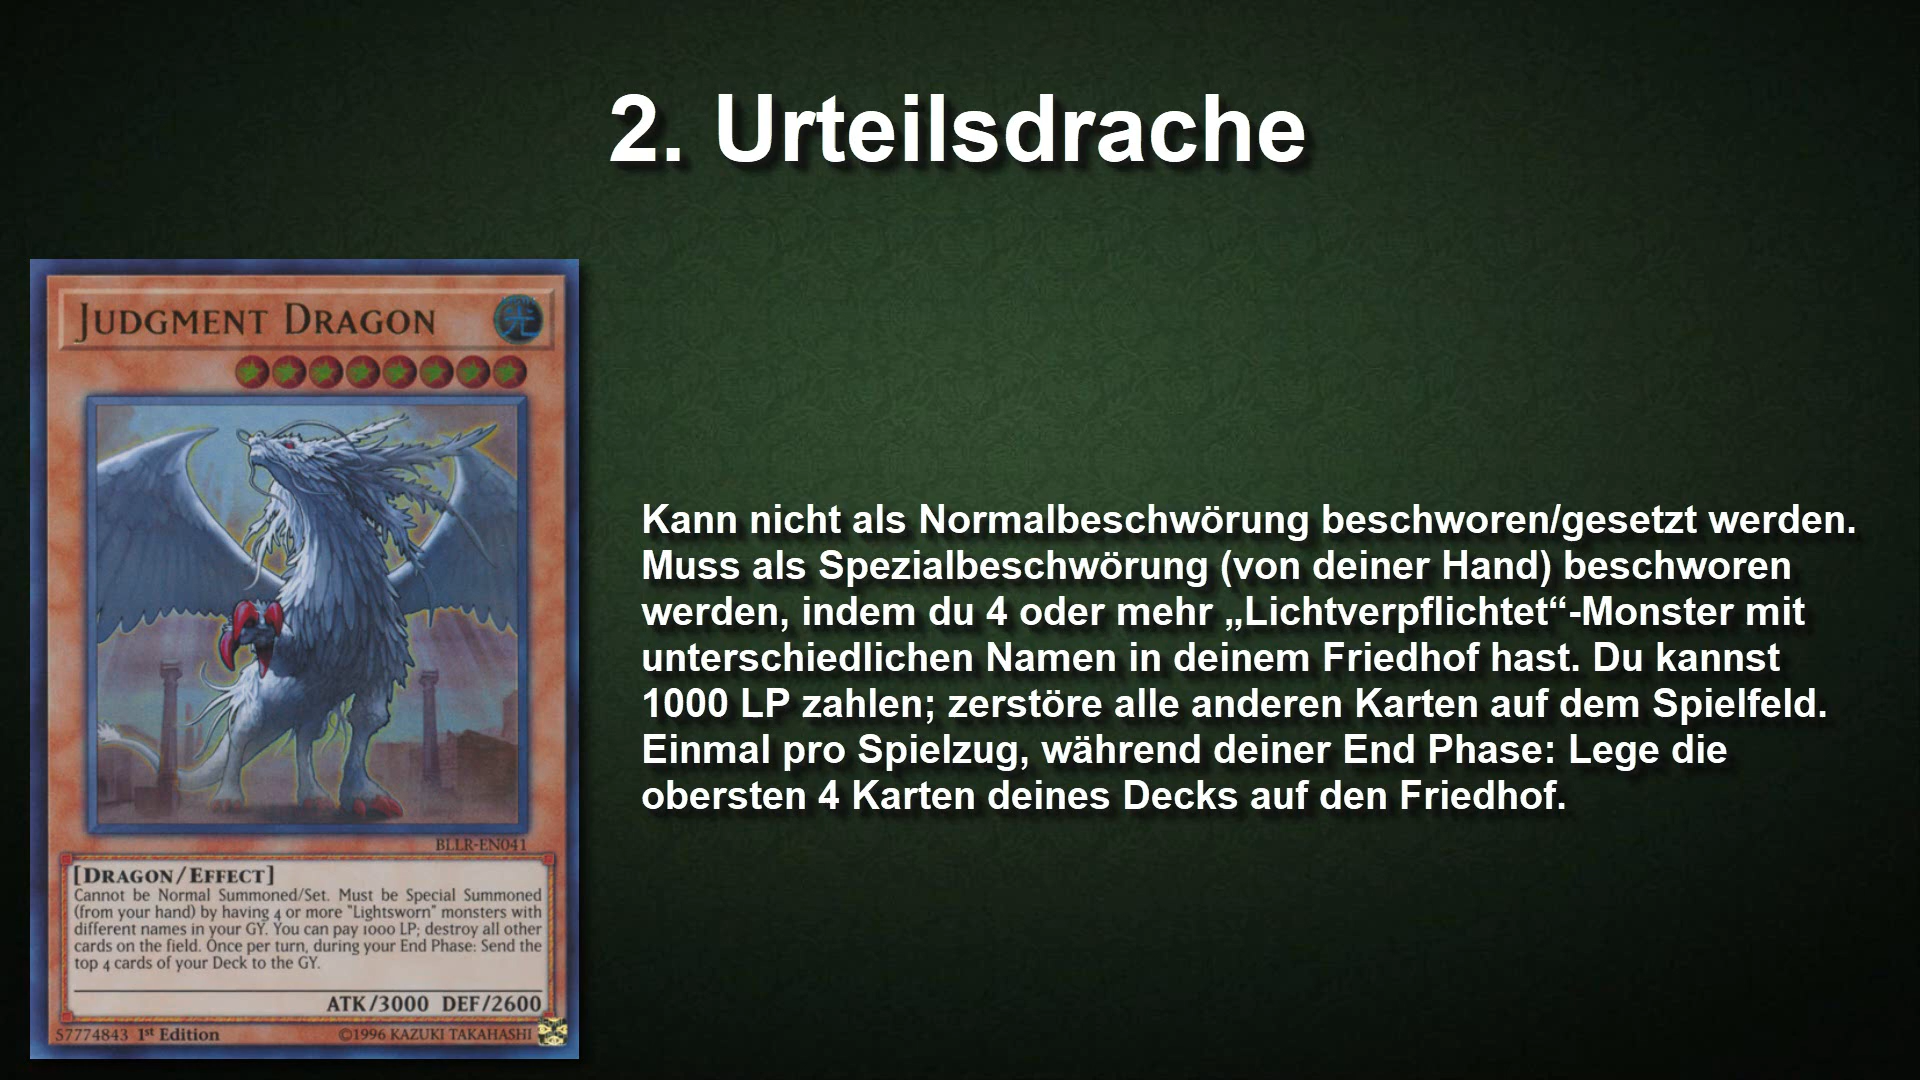 2. Urteilsdrache
JUDGMENT DRAGON
光
Kann nicht als Normalbeschwörung beschworen/gesetzt werden.
Muss als Spezialbeschwörung (von deiner Hand) beschworen
werden, indem du 4 oder mehr „Lichtverpflichtet“-Monster mit
unterschiedlichen Namen in deinem Friedhof hast. Du kannst
1000 LP zahlen; zerstöre alle anderen Karten auf dem Spielfeld.
Einmal pro Spielzug, während deiner End Phase: Lege die
obersten 4 Karten deines Decks auf den Friedhof.
BLLR-EN041
[DRAGON/EFFECT]
Cannot be Normal Summoned/Set. Must be Special Summoned
(from your hand) by having 4 or more "Lightsworn" monsters with
different names in your GY. You can pay 1000 LP; destroy all other
cards on the field. Once per turn, during your End Phase: Send the
top 4 cards of your Deck to the GY.
ATK/3000 DEF/2600
57774843 1st Edition ©1996 KAZUKI TAKAHASHI